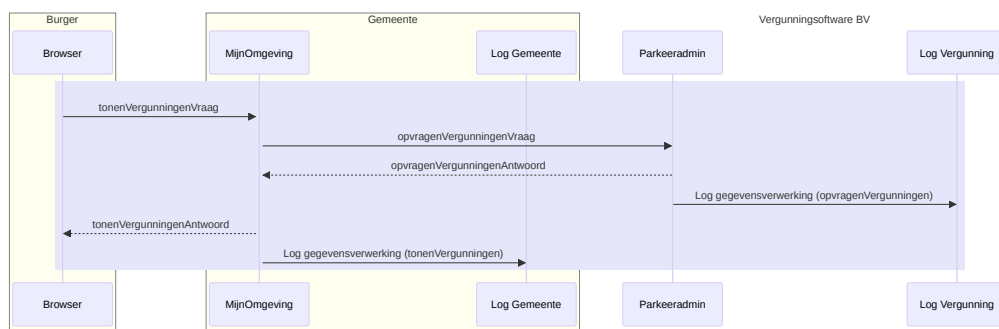 Burger
Gemeente
Vergunningsoftware BV
Browser
MijnOmgeving
Log Gemeente
Parkeeradmin
Log Vergunning
tonenVergunningenVraag
opvragenVergunningenVraag
opvragenVergunningenAntwoord
Log gegevensverwerking (opvragenVergunningen)
tonenVergunningenAntwoord
Log gegevensverwerking (tonenVergunningen)
Browser
MijnOmgeving
Log Gemeente
Parkeeradmin
Log Vergunning